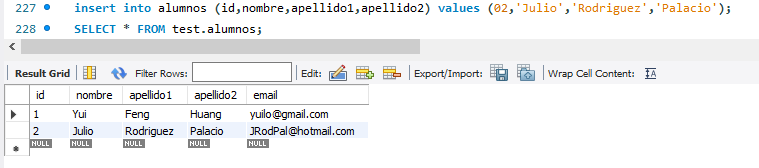 227 insert into alumnos (id,nombre,apellido1,apellido2) values (02,'Julio','Rodriguez','Palacio');
228 SELECT * FROM test.alumnos;
Result Grid Filter Rows: Edit: Export/Import: Wrap Cell Content:
id nombre apellido1 apellido2 email
1 Yui Feng Huang yuilo@gmail.com
2 Julio Rodriguez Palacio JRodPal@hotmail.com
NULL NULL NULL NULL NULL